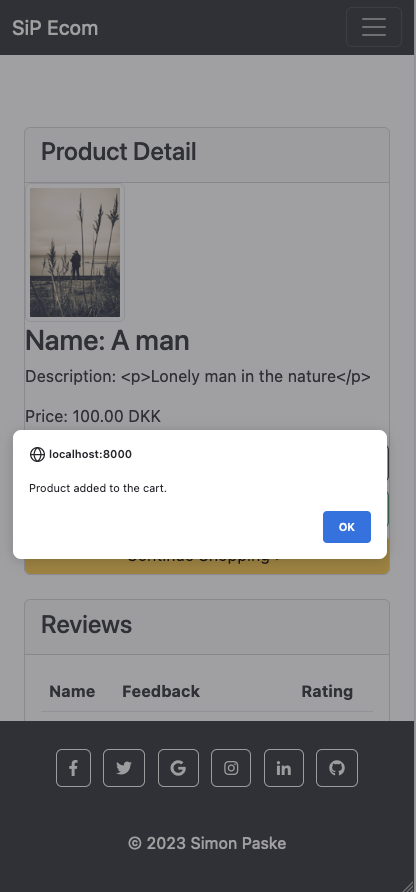 SiP Ecom
Product Detail
Name: A man
Description: <p>Lonely man in the nature</p>
Price: 100.00 DKK
localhost:8000
Product added to the cart.
OK
Continue Shopping
Reviews
Name Feedback Rating
© 2023 Simon Paske